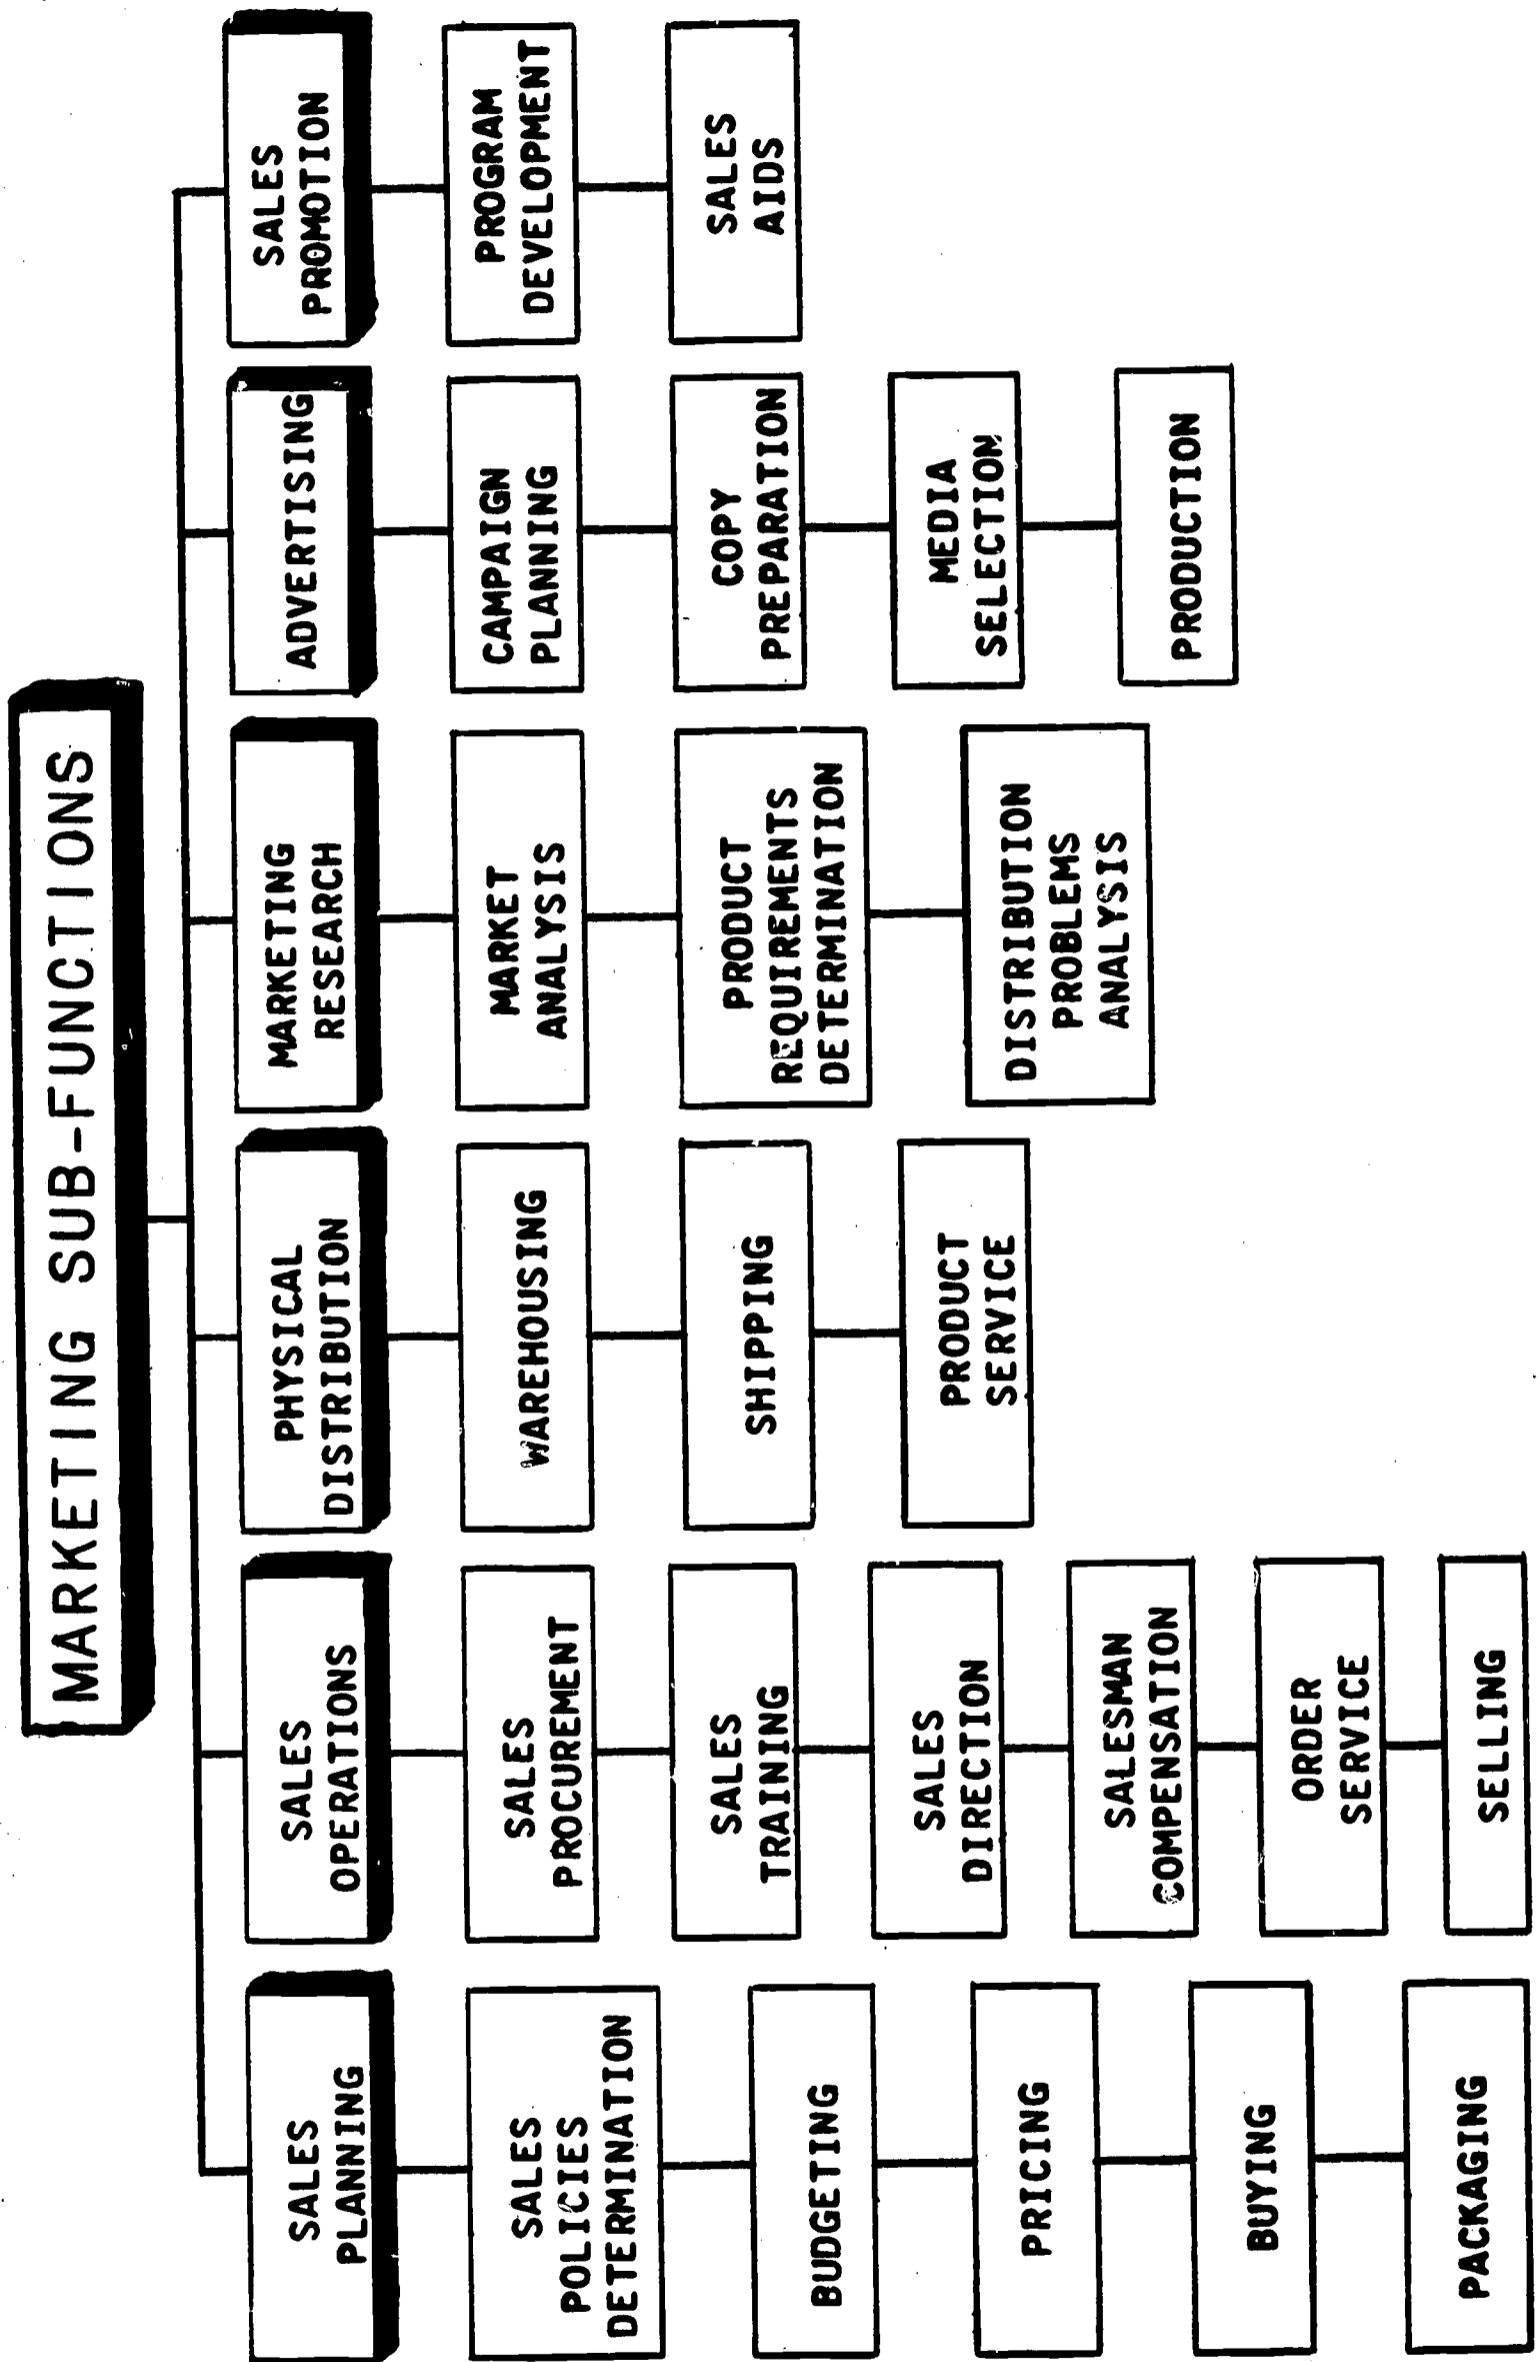 MARKETING SUB-FUNCTIONS
SALES
PLANNING
SALES
POLICIES
DETERMINATION
BUDGETING
PRICING
BUYING
PACKAGING
SALES
OPERATIONS
SALES
PROCUREMENT
SALES
TRAINING
SALES
DIRECTION
SALESMAN
COMPENSATION
ORDER
SERVICE
SELLING
PHYSICAL
DISTRIBUTION
WAREHOUSING
SHIPPING
PRODUCT
SERVICE
MARKETING
RESEARCH
MARKET
ANALYSIS
PRODUCT
REQUIREMENTS
DETERMINATION
DISTRIBUTION
PROBLEMS
ANALYSIS
ADVERTISING
CAMPAIGN
PLANNING
COPY
PREPARATION
MEDIA
SELECTION
PRODUCTION
SALES
PROMOTION
PROGRAM
DEVELOPMENT
SALES
AIDS